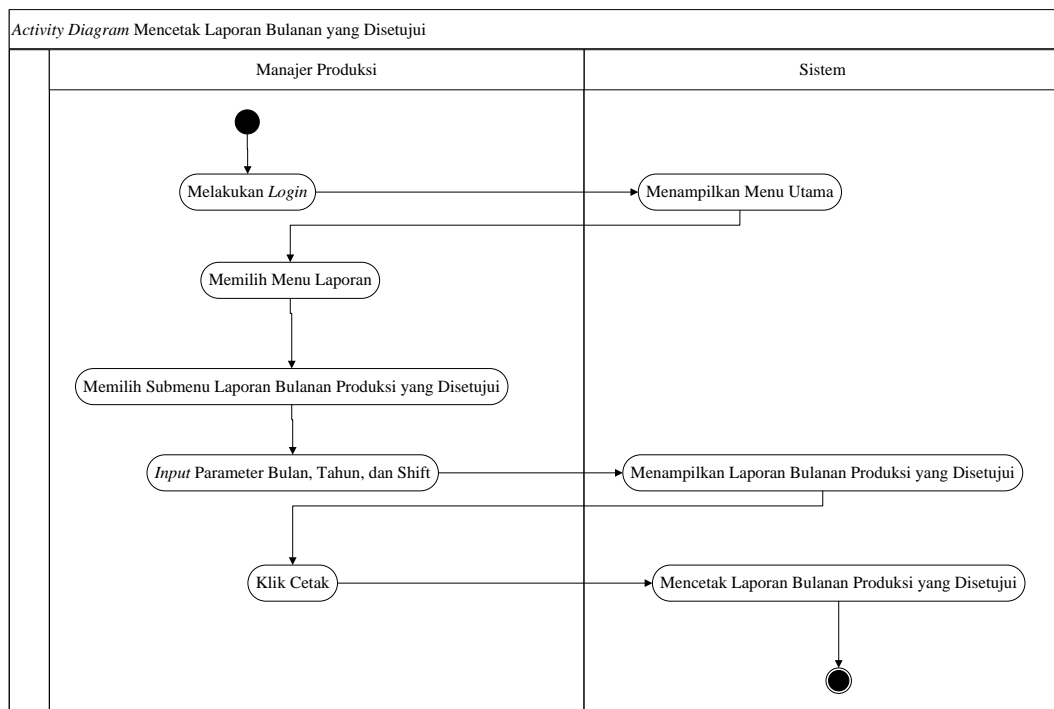 Activity Diagram Mencetak Laporan Bulanan yang Disetujui
Manajer Produksi
Sistem
Melakukan Login
Menampilkan Menu Utama
Memilih Menu Laporan
Memilih Submenu Laporan Bulanan Produksi yang Disetujui
Input Parameter Bulan, Tahun, dan Shift
Menampilkan Laporan Bulanan Produksi yang Disetujui
Klik Cetak
Mencetak Laporan Bulanan Produksi yang Disetujui